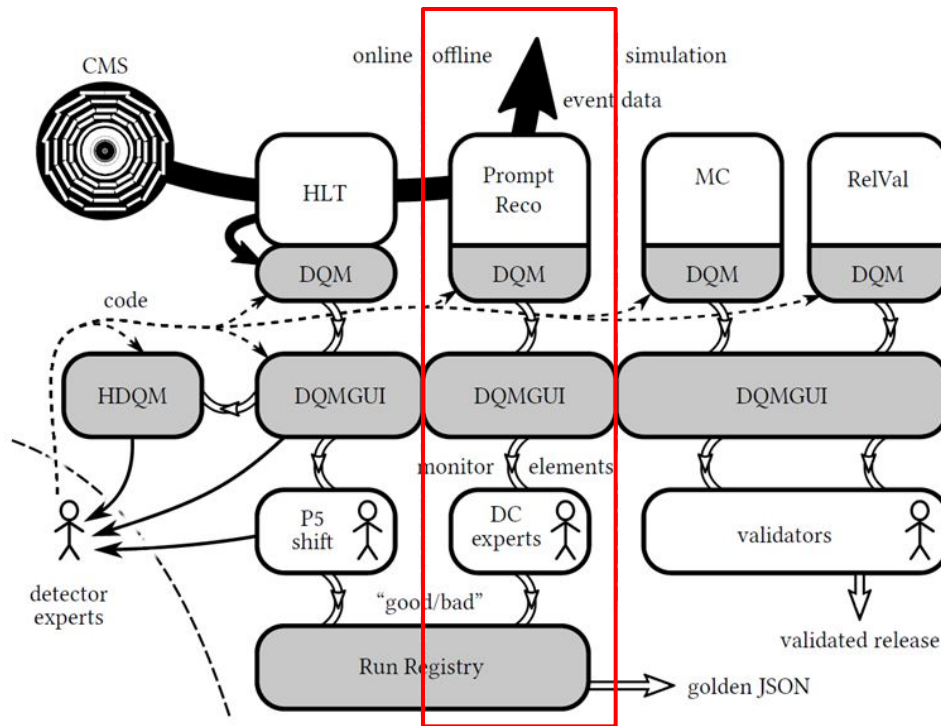 online offline simulation
CMS
event data
HLT
Prompt
Reco
MC
RelVal
DQM
DQM
DQM
DQM
code
HDQM
DQMGUI
DQMGUI
DQMGUI
monitor elements
P5
shift
DC
experts
validators
detector
experts
“good/bad”
validated release
Run Registry
golden JSON